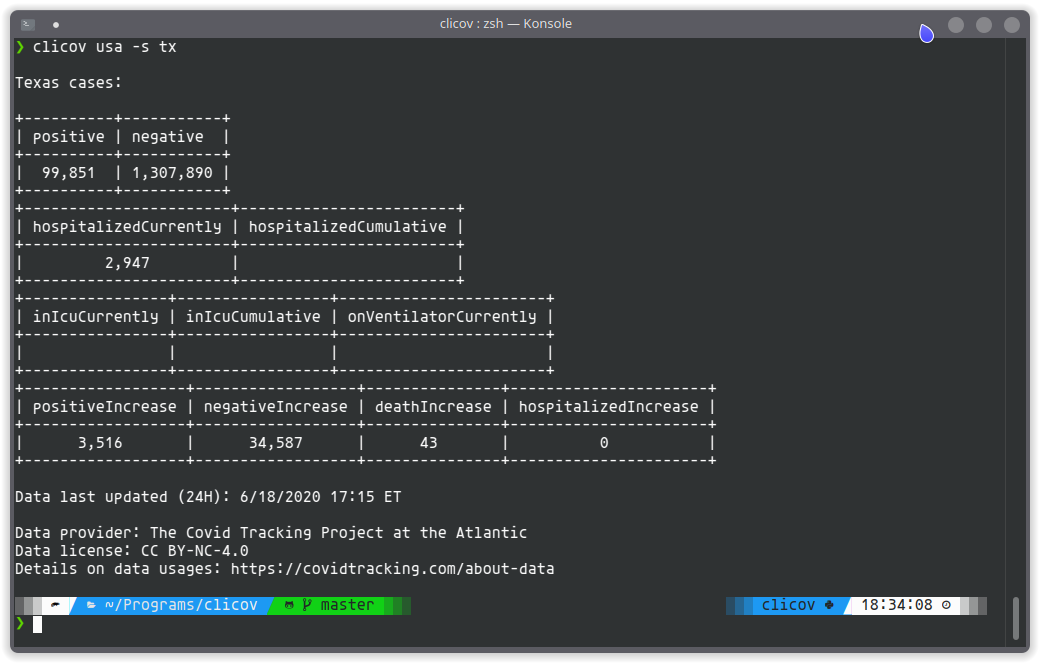 clicov : zsh — Konsole
❯ clicov usa -s tx
Texas cases:
+----------+-----------+
| positive | negative  |
+----------+-----------+
|  99,851  | 1,307,890 |
+----------+-----------+
+-----------------------+------------------------+
| hospitalizedCurrently | hospitalizedCumulative |
+-----------------------+------------------------+
|         2,947         |                        |
+-----------------------+------------------------+
+----------------+-----------------+-----------------------+
| inIcuCurrently | inIcuCumulative | onVentilatorCurrently |
+----------------+-----------------+-----------------------+
|                |                 |                       |
+----------------+-----------------+-----------------------+
+------------------+------------------+---------------+----------------------+
| positiveIncrease | negativeIncrease | deathIncrease | hospitalizedIncrease |
+------------------+------------------+---------------+----------------------+
|      3,516       |      34,587      |      43       |          0           |
+------------------+------------------+---------------+----------------------+
Data last updated (24H): 6/18/2020 17:15 ET
Data provider: The Covid Tracking Project at the Atlantic
Data license: CC BY-NC-4.0
Details on data usages: https://covidtracking.com/about-data
~/Programs/clicov master clicov 18:34:08
❯